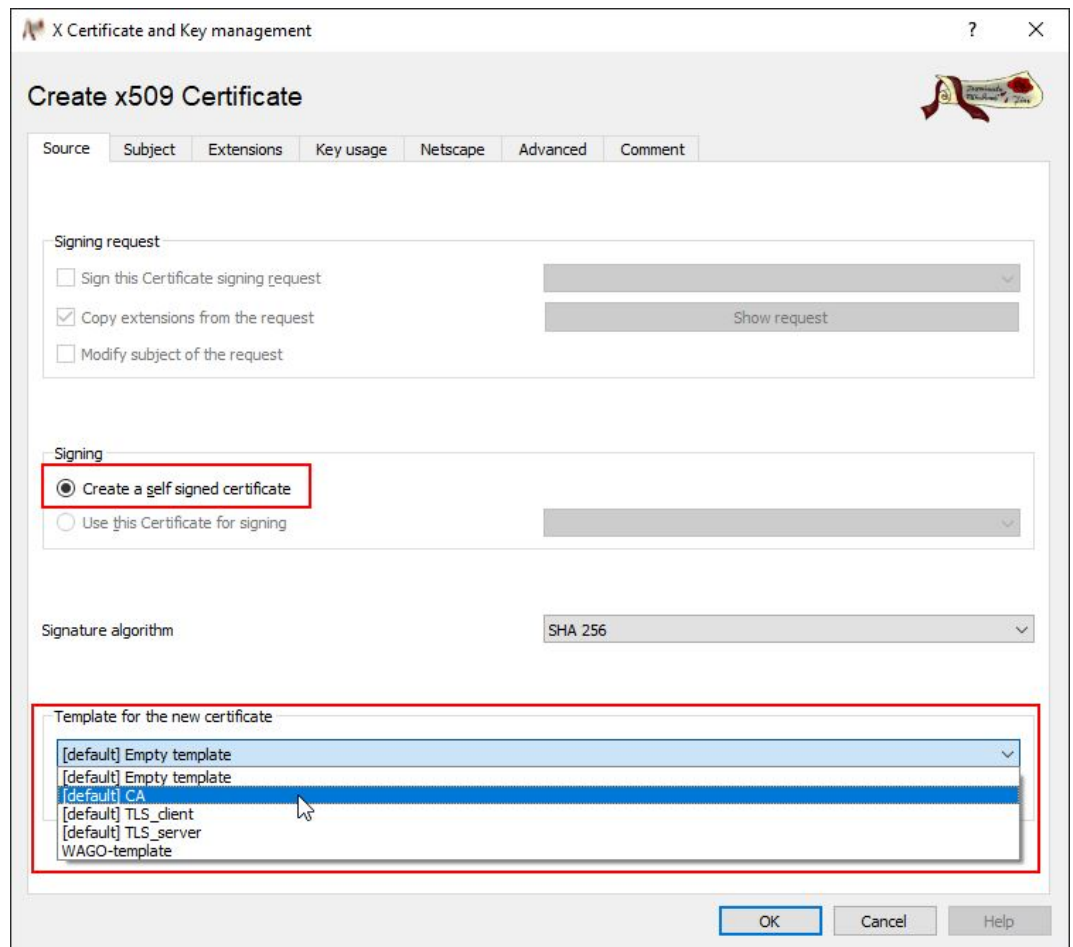 X Certificate and Key management
?
Create x509 Certificate
Source Subject Extensions Key usage Netscape Advanced Comment
Signing request
Sign this Certificate signing request
Copy extensions from the request
Show request
Modify subject of the request
Signing
Create a self signed certificate
Use this Certificate for signing
Signature algorithm
SHA 256
Template for the new certificate
[default] Empty template
[default] Empty template
[default] CA
[default] TLS_client
[default] TLS_server
WAGO-template
OK Cancel Help